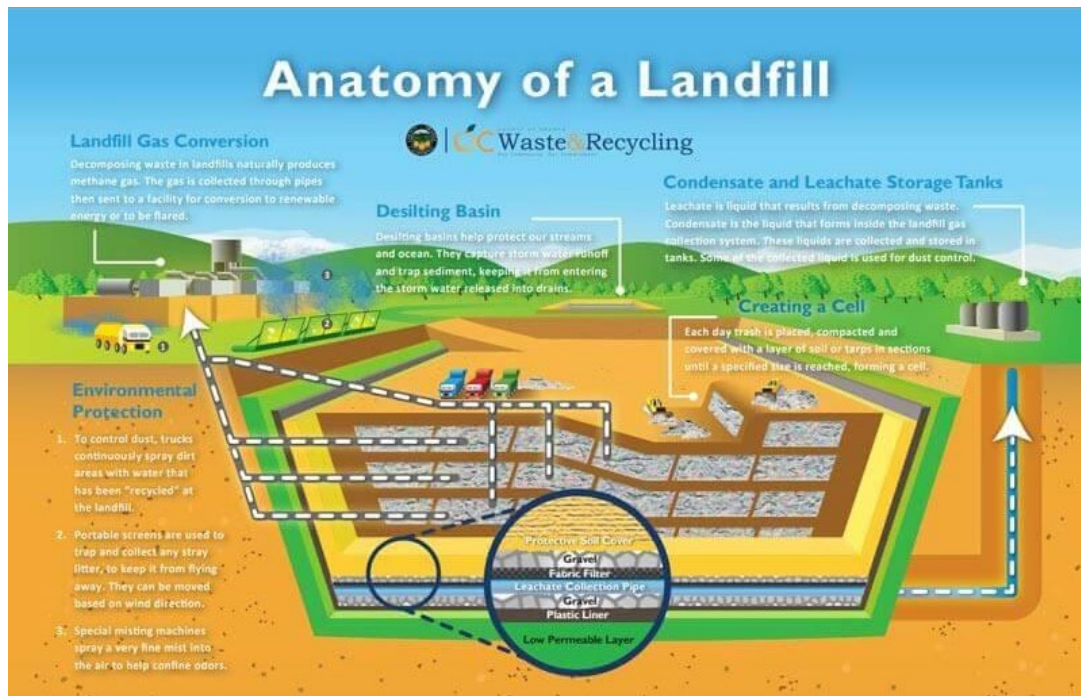 Anatomy of a Landfill
OC Waste&Recycling
Landfill Gas Conversion
Decomposing waste in landfills naturally produces
methane gas. The gas is collected through pipes
then sent to a facility for conversion to renewable
energy or to be flared.
Desilting Basin
Desilting basins help protect our streams
and ocean. They capture storm water runoff
and trap sediment, keeping it from entering
the storm water released into drains.
Condensate and Leachate Storage Tanks
Leachate is liquid that results from decomposing waste.
Condensate is the liquid that forms inside the landfill gas
collection system. These liquids are collected and stored in
tanks. Some of the collected liquid is used for dust control.
Creating a Cell
Each day trash is placed, compacted and
covered with a layer of soil or tarps in sections
until a specified size is reached, forming a cell.
3
2
1
Environmental
Protection
1. To control dust, trucks
continuously spray dirt
areas with water that
has been "recycled" at
the landfill.
2. Portable screens are used to
trap and collect any stray
litter, to keep it from flying
away. They can be moved
based on wind direction.
3. Special misting machines
spray a very fine mist into
the air to help confine odors.
Protective Soil Cover
Gravel
Fabric Filter
Leachate Collection Pipe
Gravel
Plastic Liner
Low Permeable Layer